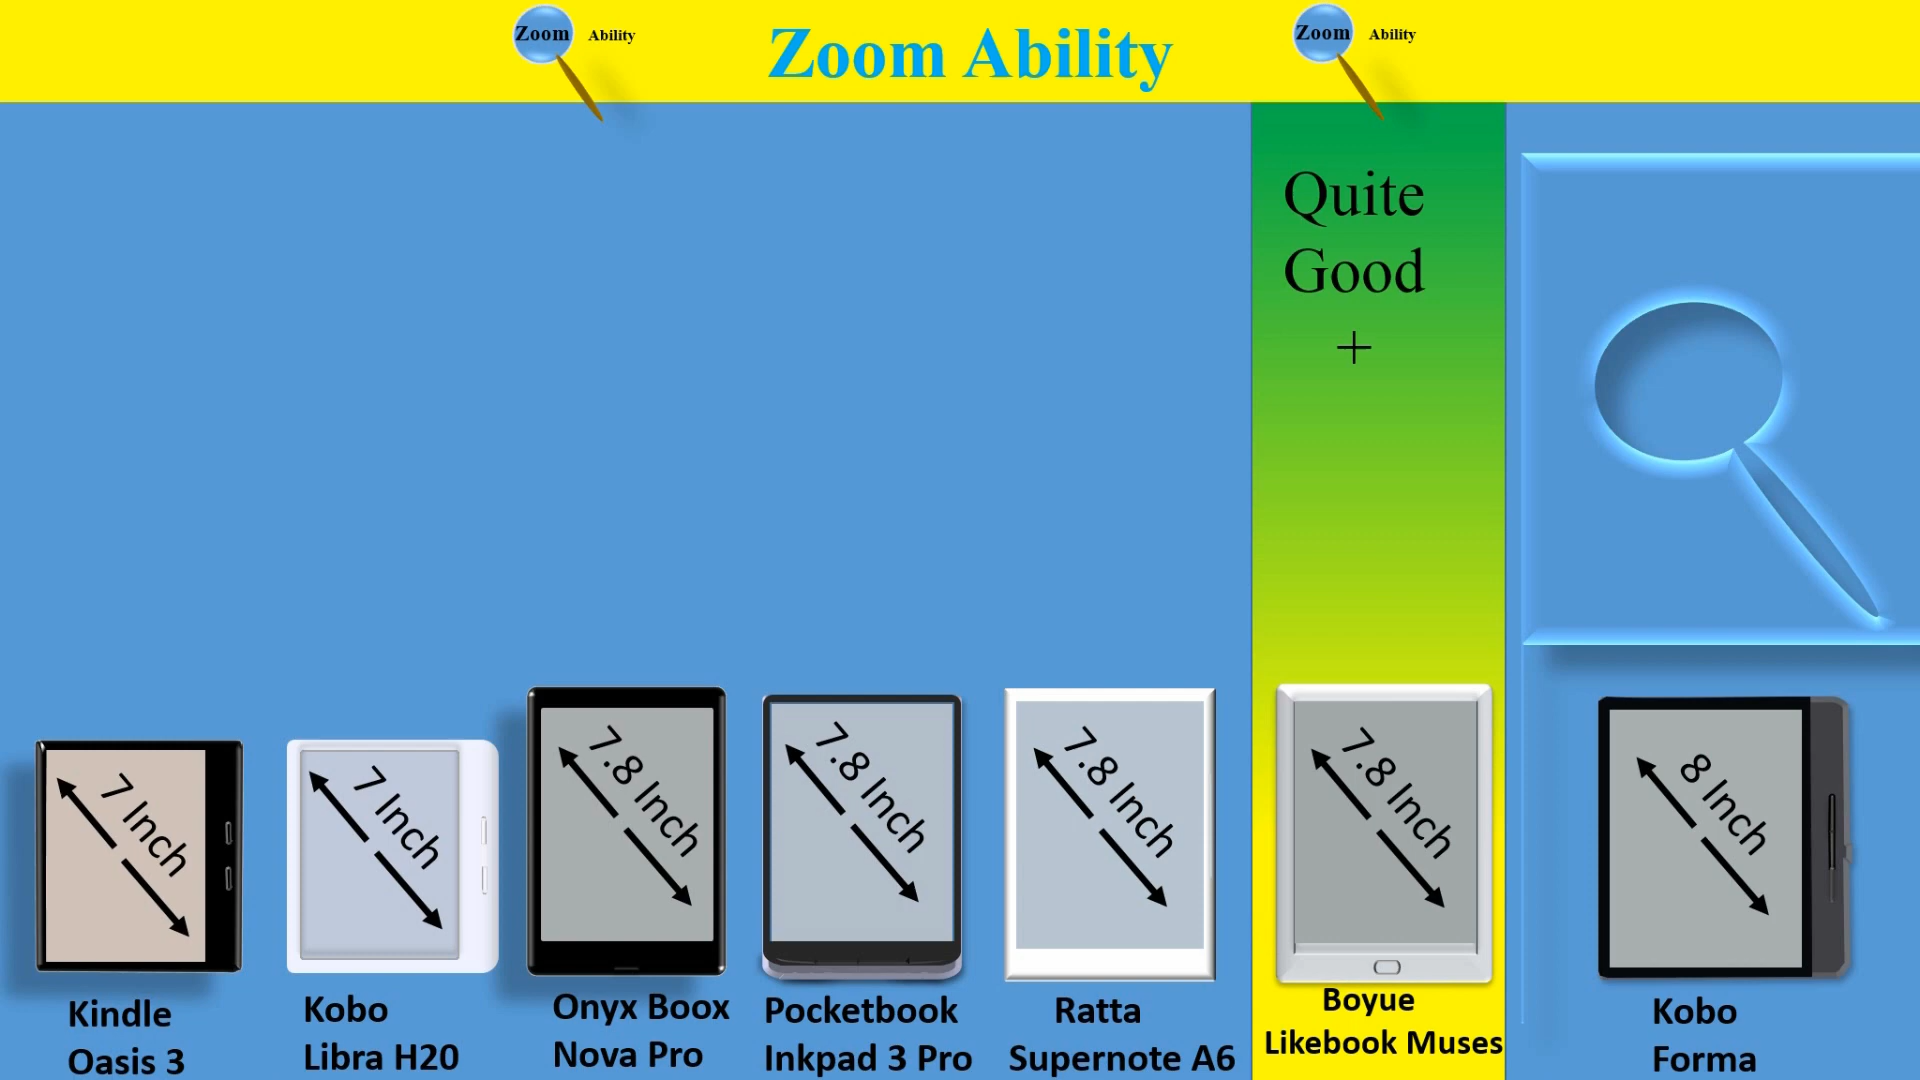 Zoom Ability
Zoom Ability
Zoom Ability
Quite
Good
+
7 Inch
7 Inch
7.8 Inch
7.8 Inch
7.8 Inch
7.8 Inch
8 Inch
Kindle
Oasis 3
Kobo
Libra H20
Onyx Boox
Nova Pro
Pocketbook
Inkpad 3 Pro
Ratta
Supernote A6
Boyue
Likebook Muses
Kobo
Forma